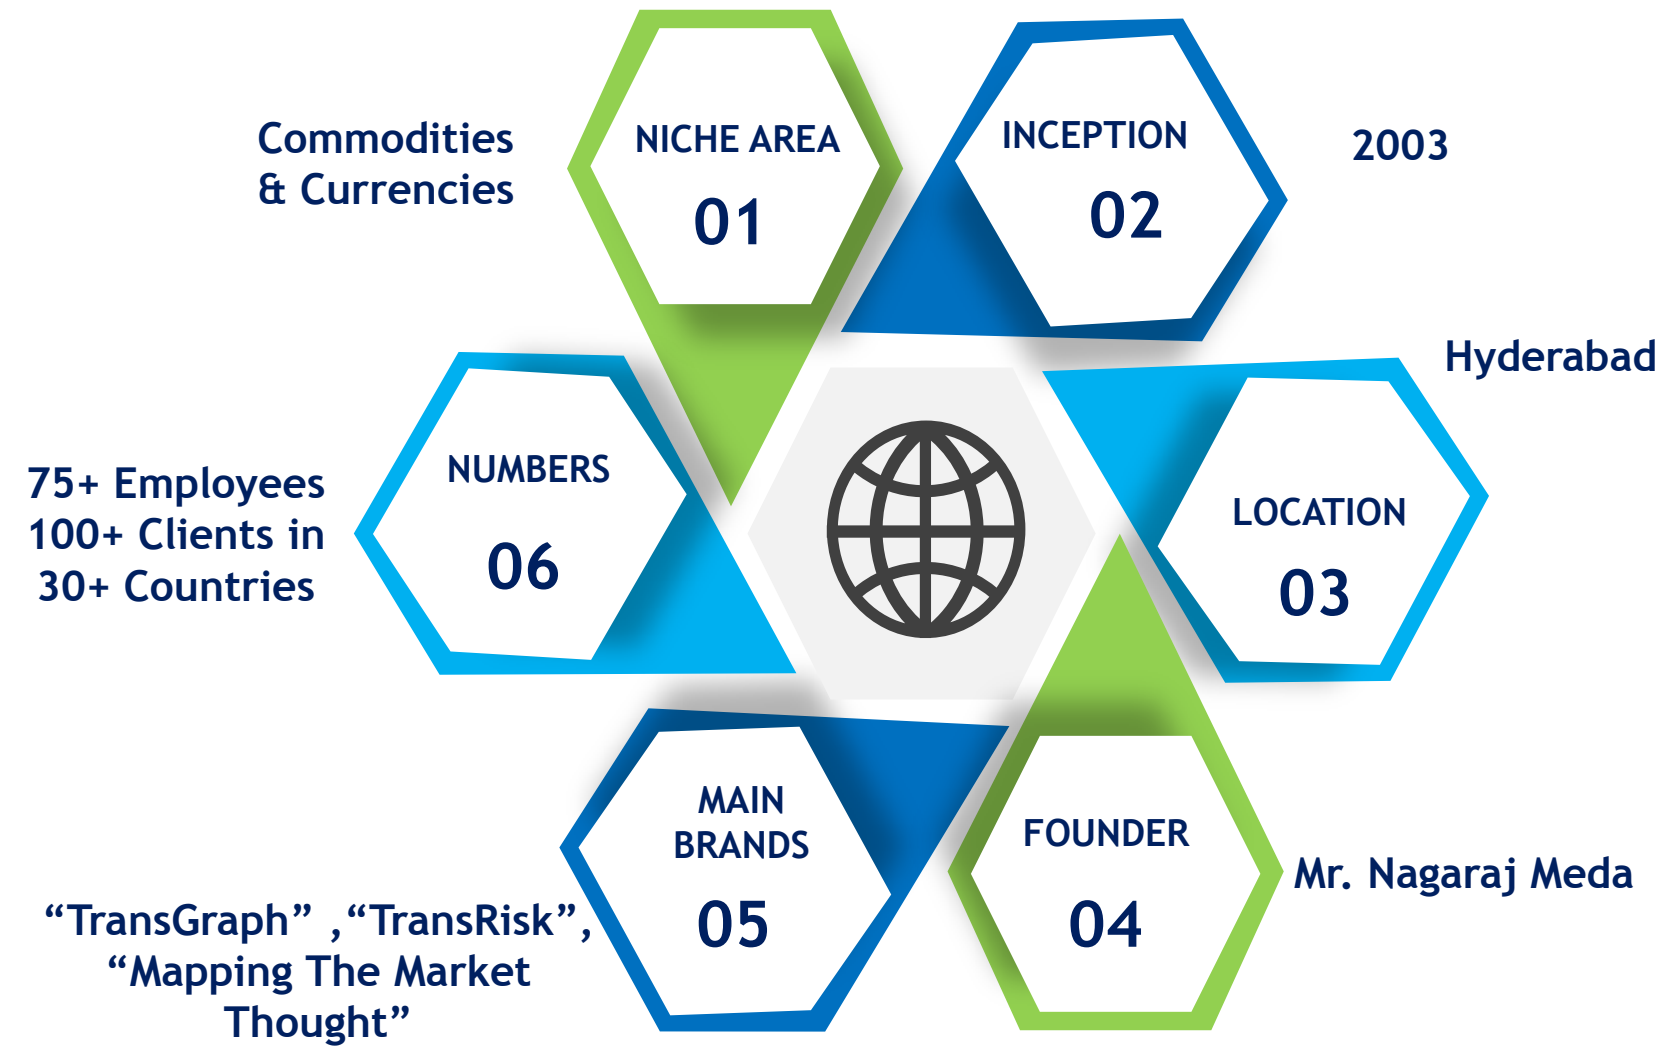 Commodities
& Currencies
NICHE AREA
01
INCEPTION
02
2003
Hyderabad
LOCATION
03
FOUNDER
04
Mr. Nagaraj Meda
MAIN
BRANDS
05
“TransGraph” ,“TransRisk”,
“Mapping The Market
Thought”
NUMBERS
06
75+ Employees
100+ Clients in
30+ Countries